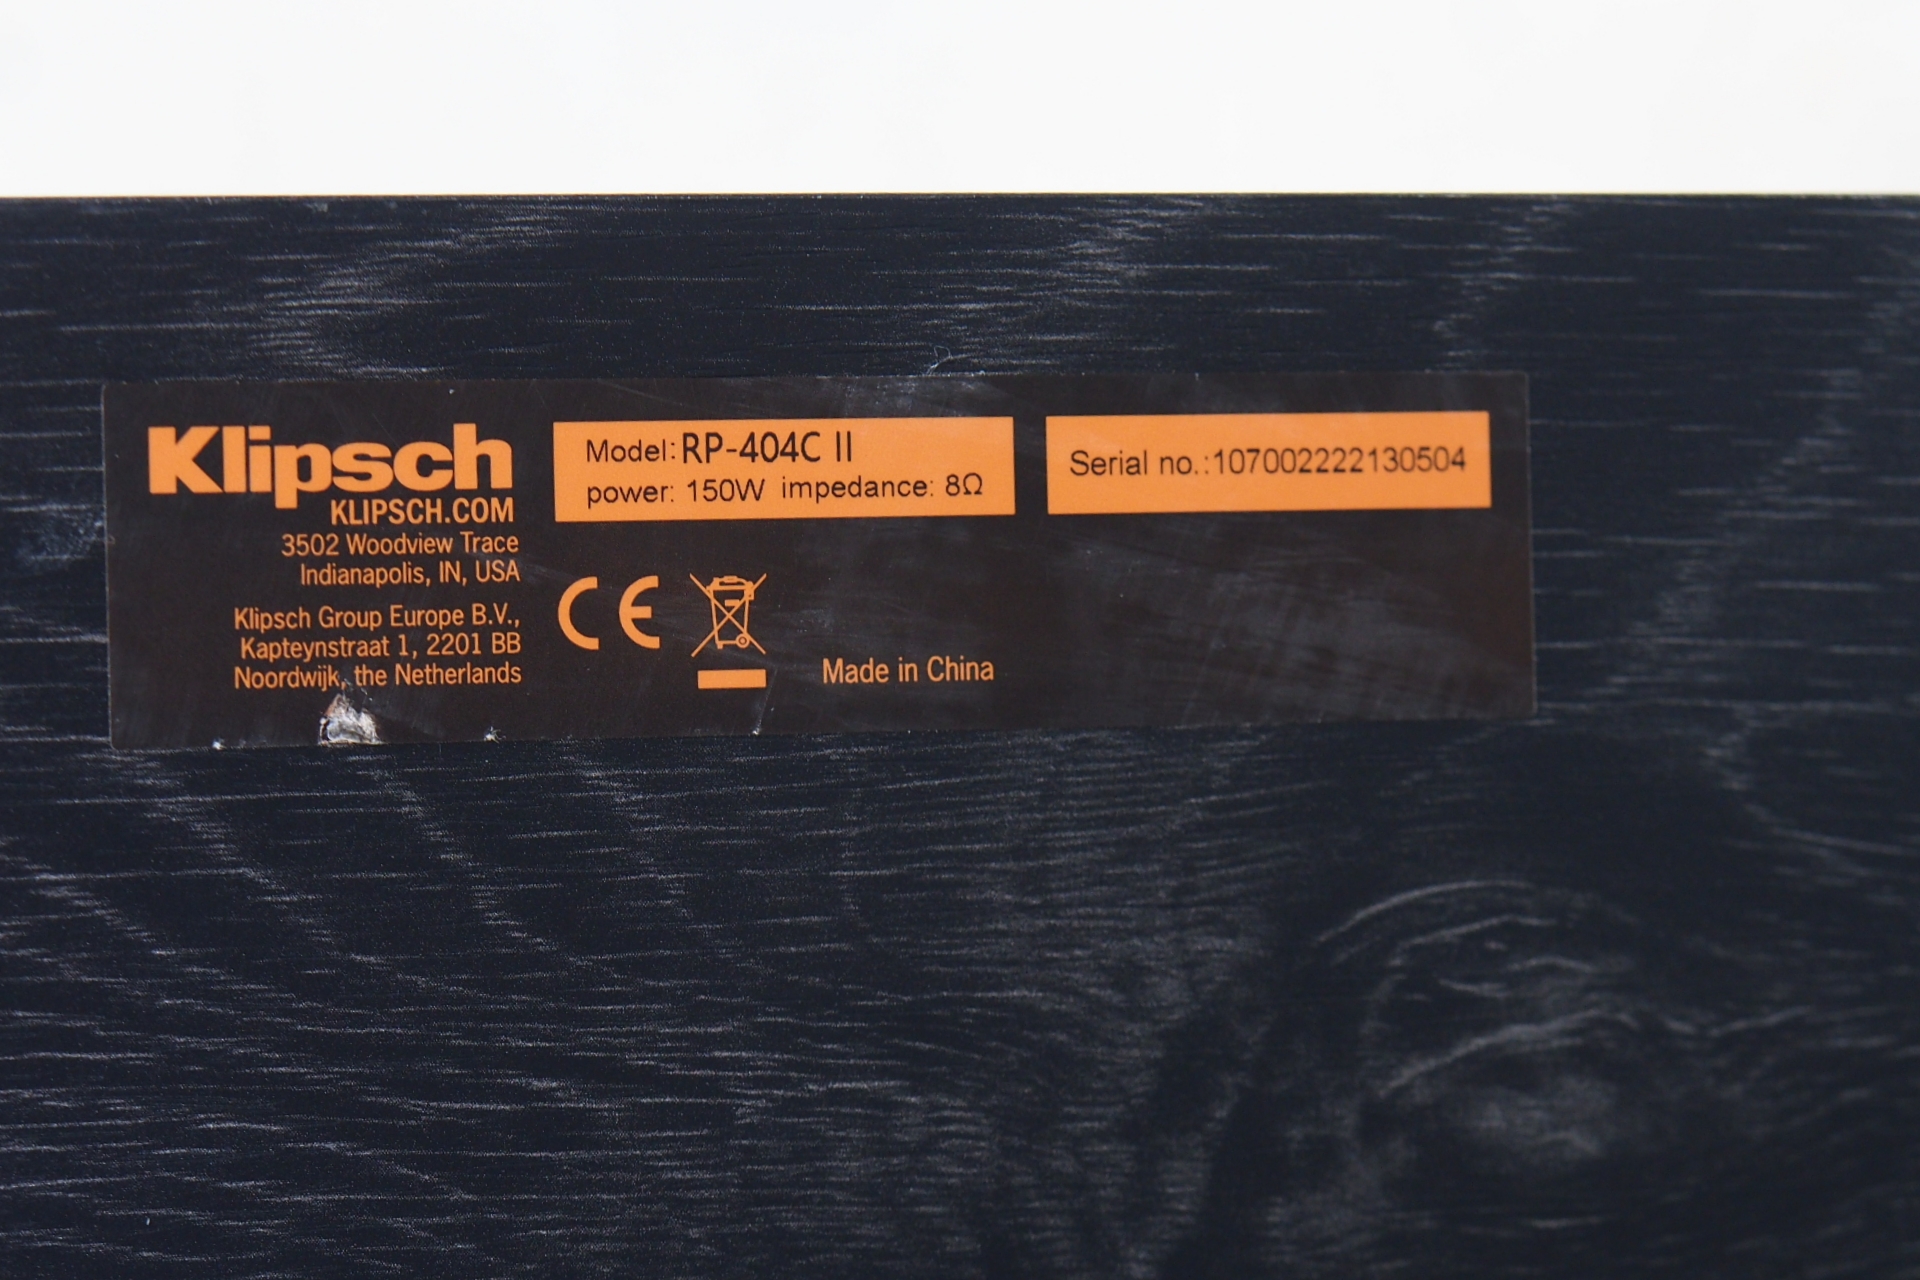 Klipsch
KLIPSCH.COM
3502 Woodview Trace
Indianapolis, IN, USA
Klipsch Group Europe B.V.,
Kapteynstraat 1, 2201 BB
Noordwijk, the Netherlands
Model: RP-404C II
power: 150W impedance: 8Ω
Serial no.:107002222130504
CE
Made in China